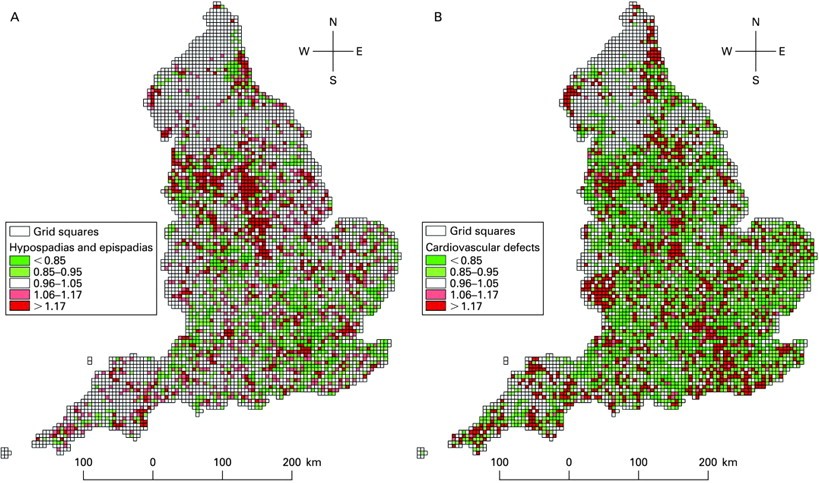 A
N
W E
S
Grid squares
Hypospadias and epispadias
< 0.85
0.85–0.95
0.96–1.05
1.06–1.17
> 1.17
100 0 100 200 km
B
N
W E
S
Grid squares
Cardiovascular defects
< 0.85
0.85–0.95
0.96–1.05
1.06–1.17
> 1.17
100 0 100 200 km